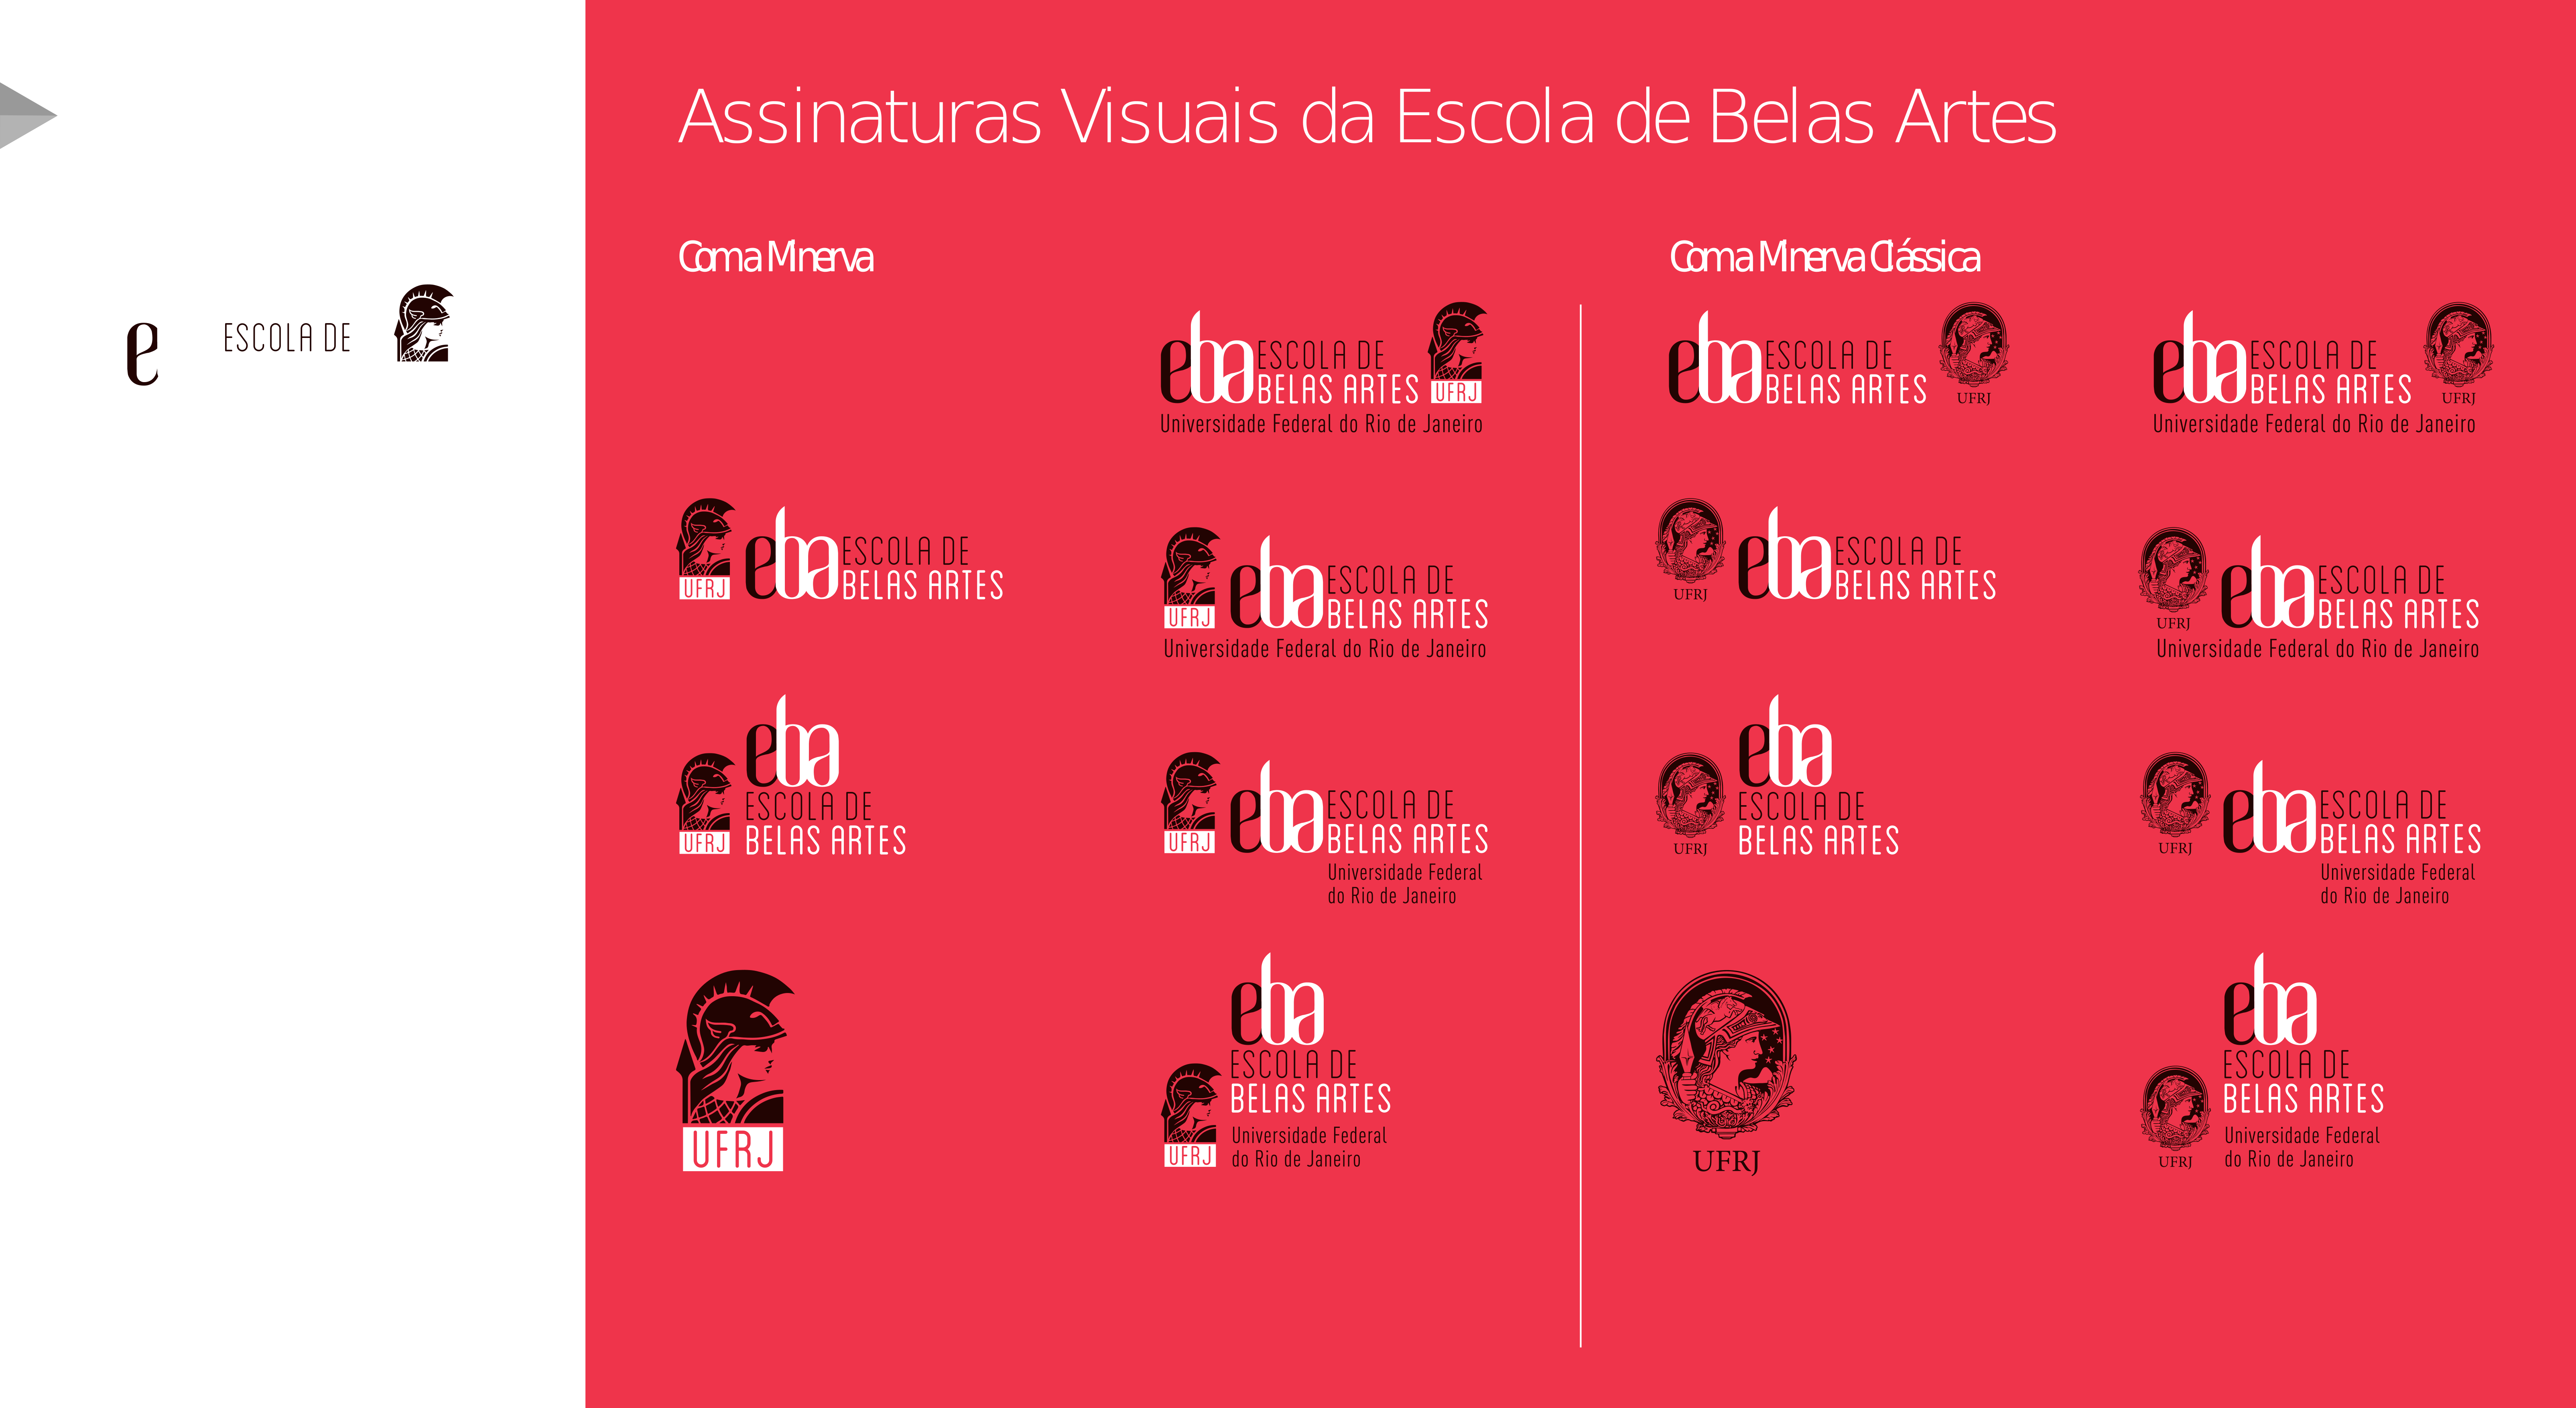 Assinaturas Visuais da Escola de Belas Artes
Com a Minerva
Com a Minerva Clássica
e
ESCOLA DE
eba ESCOLA DE
BELAS ARTES
UFRJ
Universidade Federal do Rio de Janeiro
eba ESCOLA DE
BELAS ARTES
UFRJ
eba ESCOLA DE
BELAS ARTES
UFRJ
Universidade Federal do Rio de Janeiro
UFRJ
eba ESCOLA DE
BELAS ARTES
UFRJ
eba ESCOLA DE
BELAS ARTES
Universidade Federal do Rio de Janeiro
UFRJ
eba ESCOLA DE
BELAS ARTES
UFRJ
eba ESCOLA DE
BELAS ARTES
Universidade Federal do Rio de Janeiro
eba
ESCOLA DE
UFRJ
BELAS ARTES
UFRJ
eba ESCOLA DE
BELAS ARTES
Universidade Federal
do Rio de Janeiro
eba
ESCOLA DE
UFRJ
BELAS ARTES
UFRJ
eba ESCOLA DE
BELAS ARTES
Universidade Federal
do Rio de Janeiro
UFRJ
eba
ESCOLA DE
BELAS ARTES
UFRJ
Universidade Federal
do Rio de Janeiro
UFRJ
eba
ESCOLA DE
BELAS ARTES
UFRJ
Universidade Federal
do Rio de Janeiro